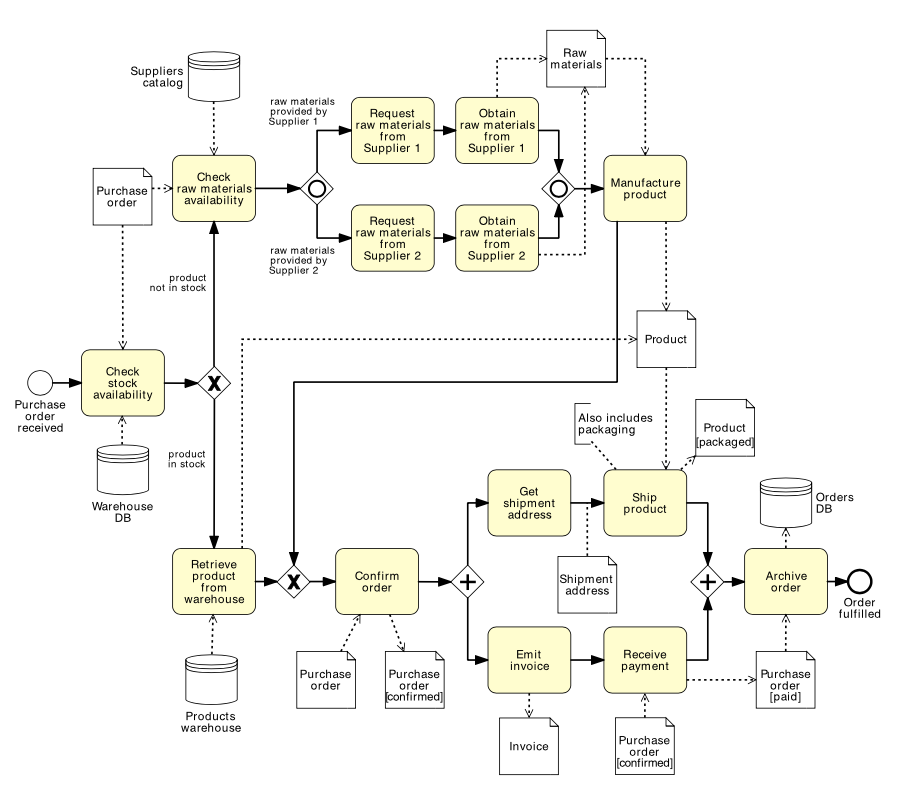 Suppliers
catalog
Raw
materials
raw materials
provided by
Supplier 1
Request
raw materials
from
Supplier 1
Obtain
raw materials
from
Supplier 1
Purchase
order
Check
raw materials
availability
Manufacture
product
Request
raw materials
from
Supplier 2
Obtain
raw materials
from
Supplier 2
raw materials
provided by
Supplier 2
product
not in stock
Product
Check
stock
availability
X
Purchase
order
received
Also includes
packaging
Product
[packaged]
product
in stock
Warehouse
DB
Get
shipment
address
Ship
product
Orders
DB
Retrieve
product
from
warehouse
X
Confirm
order
Shipment
address
Archive
order
Order
fulfilled
Emit
invoice
Receive
payment
Purchase
order
Purchase
order
[confirmed]
Purchase
order
[paid]
Products
warehouse
Invoice
Purchase
order
[confirmed]